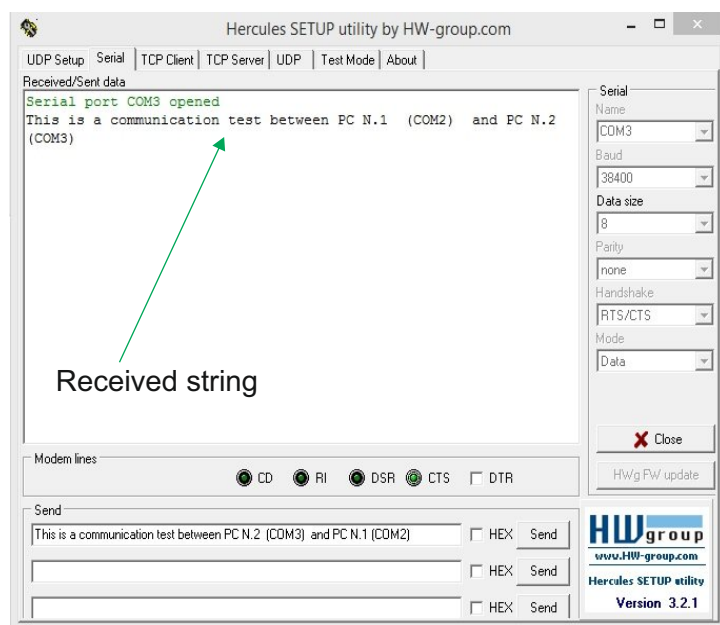 Hercules SETUP utility by HW-group.com
UDP Setup Serial TCP Client TCP Server UDP Test Mode About
Received/Sent data
Serial port COM3 opened
This is a communication test between PC N.1 (COM2) and PC N.2
(COM3)
Received string
Serial
Name
COM3
Baud
38400
Data size
8
Parity
none
Handshake
RTS/CTS
Mode
Data
Close
HWg FW update
Modem lines
CD RI DSR CTS DTR
Send
This is a communication test between PC N.2 (COM3) and PC N.1 (COM2) HEX Send
HEX Send
HEX Send
HW group
www.HW-group.com
Hercules SETUP utility
Version 3.2.1